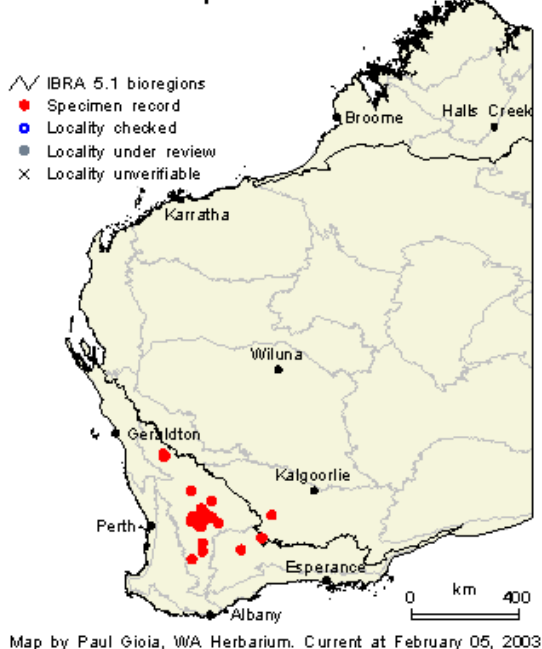 IBRA 5.1 bioregions
Specimen record
Locality checked
Locality under review
Locality unverifiable
Broome
Halls Creek
Karratha
Wiluna
Geraldton
Kalgoorlie
Perth
Esperance
Albany
km
0 400
Map by Paul Gioia, WA Herbarium. Current at February 05, 2003